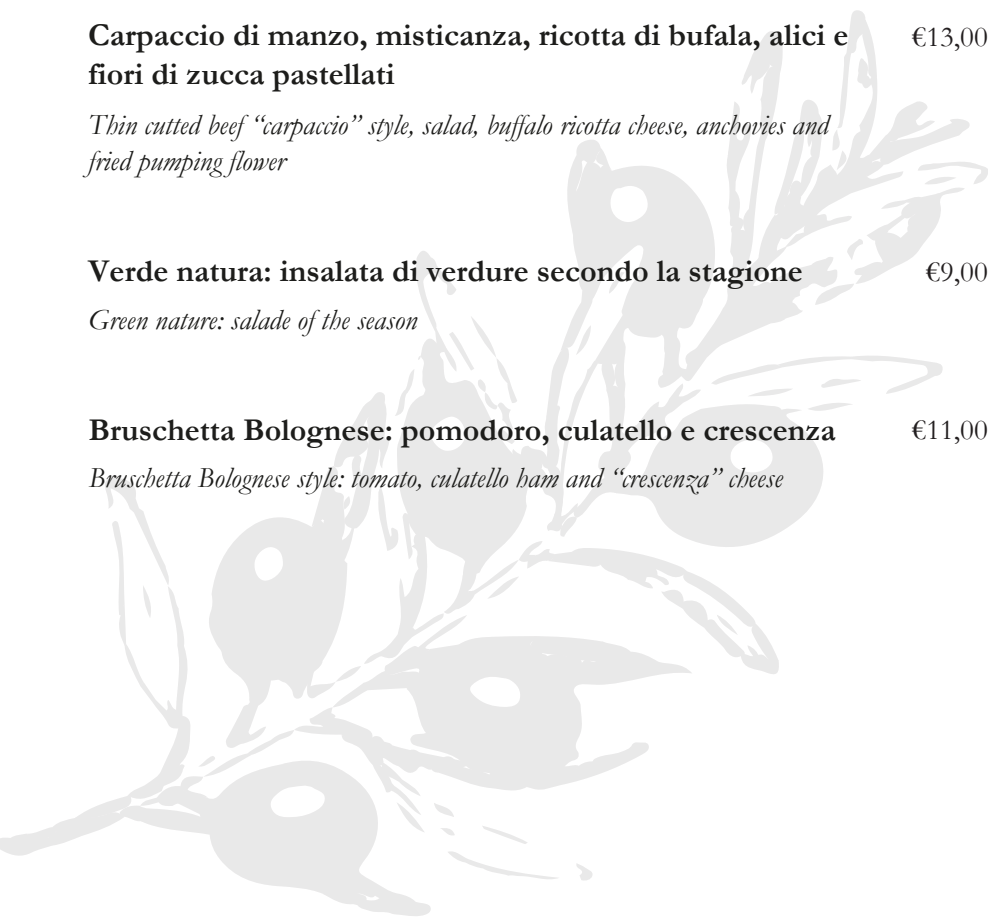 Carpaccio di manzo, misticanza, ricotta di bufala, alici e €13,00
fiori di zucca pastellati
Thin cutted beef “carpaccio” style, salad, buffalo ricotta cheese, anchovies and
fried pumping flower
Verde natura: insalata di verdure secondo la stagione €9,00
Green nature: salade of the season
Bruschetta Bolognese: pomodoro, culatello e crescenza €11,00
Bruschetta Bolognese style: tomato, culatello ham and “crescenza” cheese